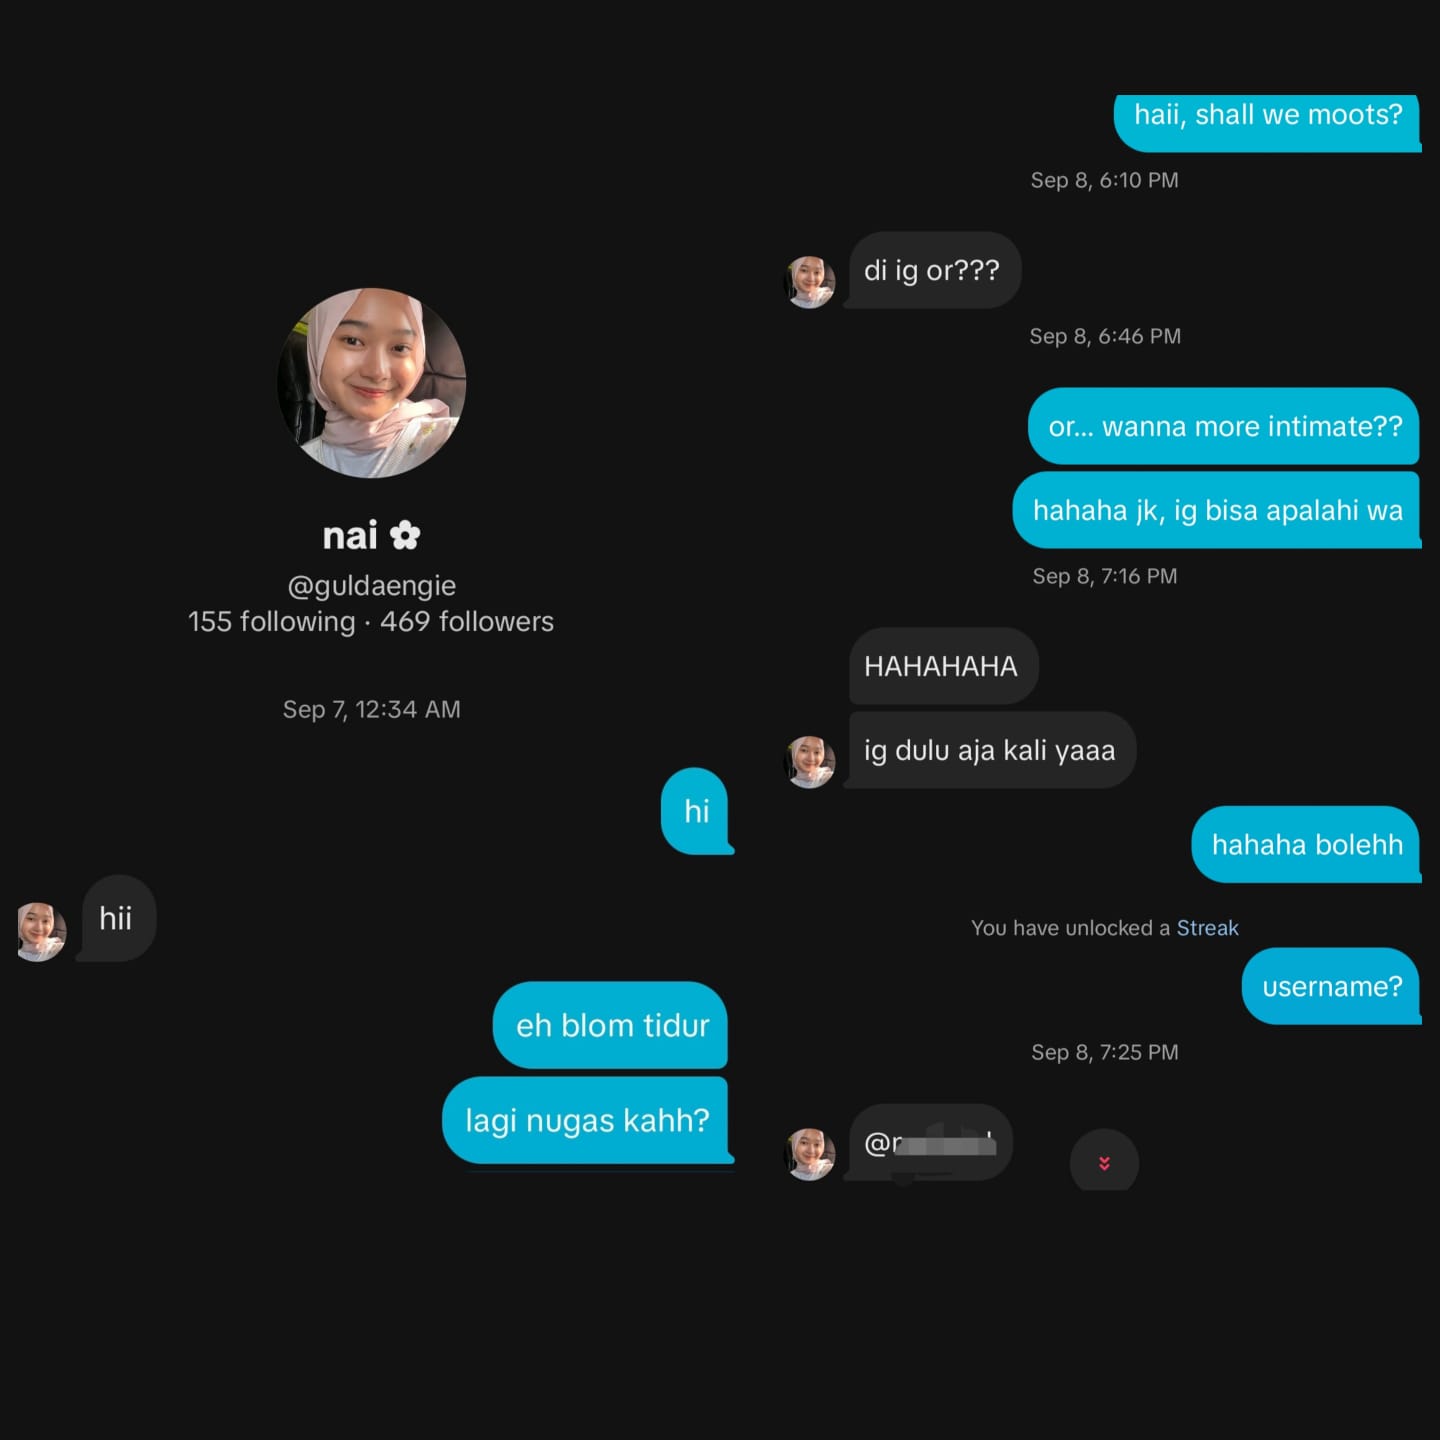 nai ✿
@guldaengie
155 following · 469 followers
Sep 7, 12:34 AM
hi
hii
eh blom tidur
lagi nugas kahh?
haii, shall we moots?
Sep 8, 6:10 PM
di ig or???
Sep 8, 6:46 PM
or... wanna more intimate??
hahaha jk, ig bisa apalahi wa
Sep 8, 7:16 PM
HAHAHAHA
ig dulu aja kali yaaa
hahaha bolehh
You have unlocked a Streak
username?
Sep 8, 7:25 PM